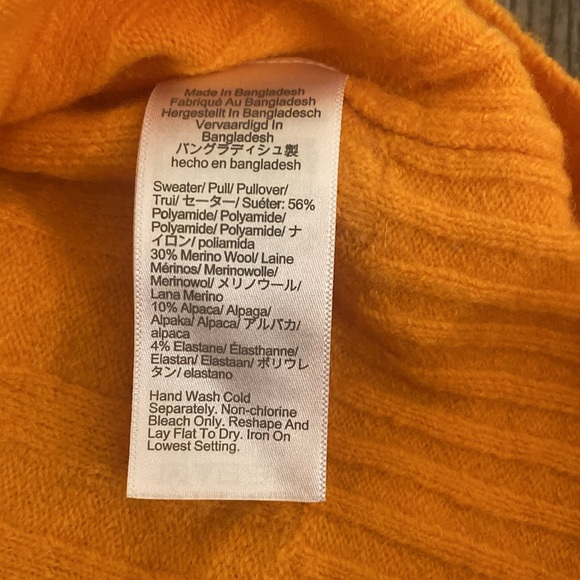 Made In Bangladesh
Fabriqué Au Bangladesh
Hergestellt In Bangladesch
Vervaardigd In
Bangladesh
バングラディシュ製
hecho en bangladesh
Sweater/ Pull/ Pullover/
Trui/ セーター/ Suéter: 56%
Polyamide/ Polyamide/
Polyamide/ Polyamide/ ナ
イロン/ poliamida
30% Merino Wool/ Laine
Mérinos/ Merinowolle/
Merinowol/ メリノウール/
Lana Merino
10% Alpaca/ Alpaga/
Alpaka/ Alpaca/ アルパカ/
alpaca
4% Elastane/ Élasthanne/
Elastan/ Elastaan/ ポリウレ
タン/ elastano
Hand Wash Cold
Separately. Non-chlorine
Bleach Only. Reshape And
Lay Flat To Dry. Iron On
Lowest Setting.